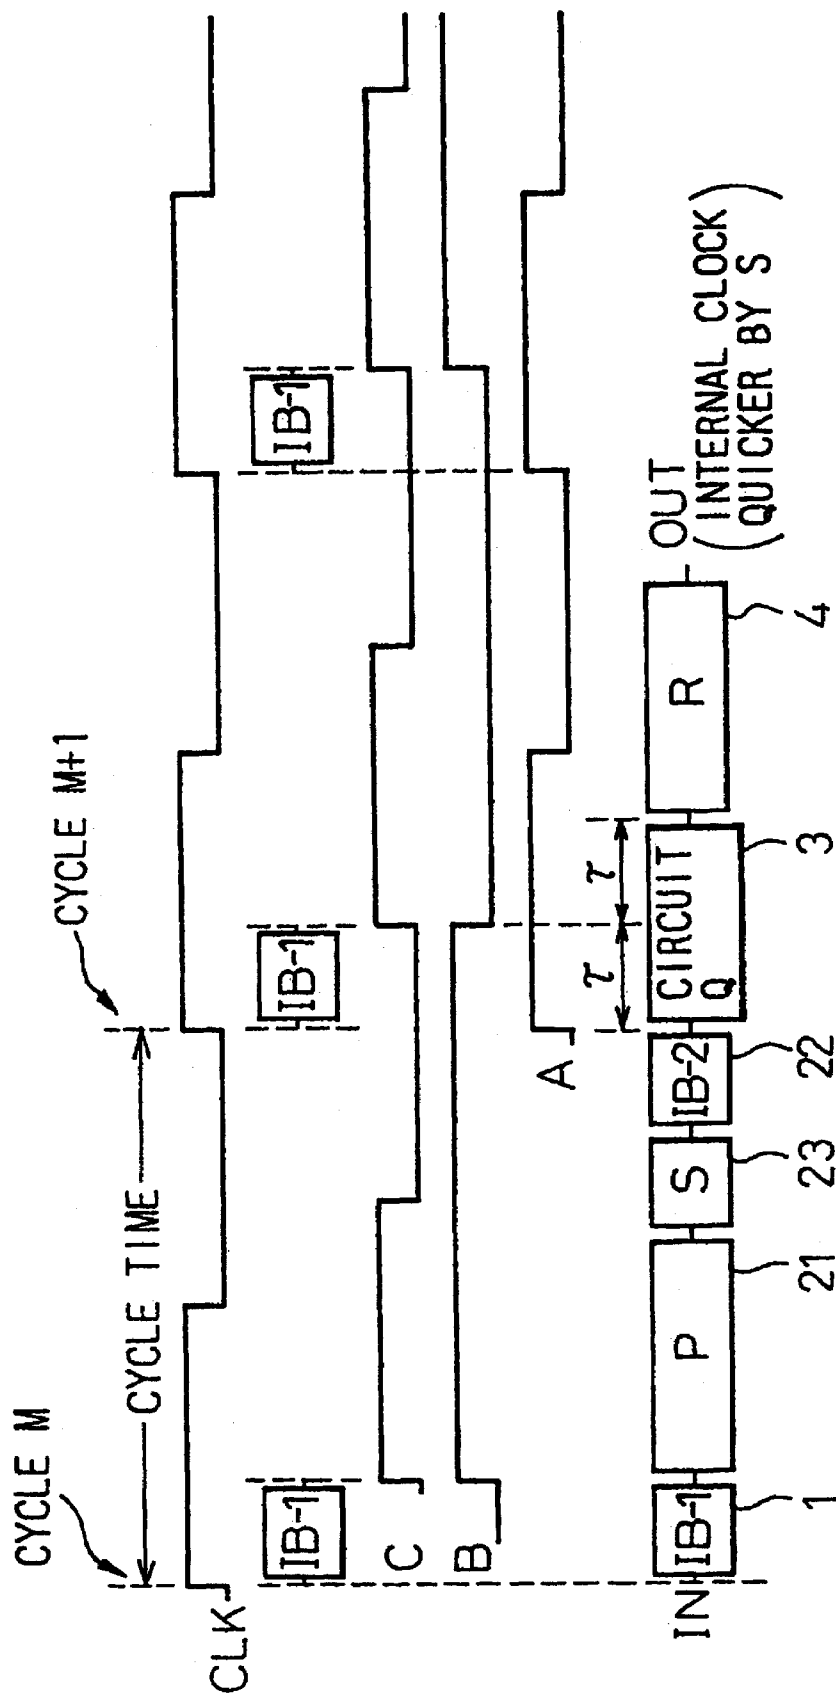 CYCLE M
CYCLE M+1
CYCLE TIME
CLK
IB-1
IB-1
IB-1
C
B
A
τ
τ
IN
IB-1
P
S
IB-2
CIRCUIT
Q
R
OUT
(INTERNAL CLOCK
QUICKER BY S)
1
21
23
22
3
4